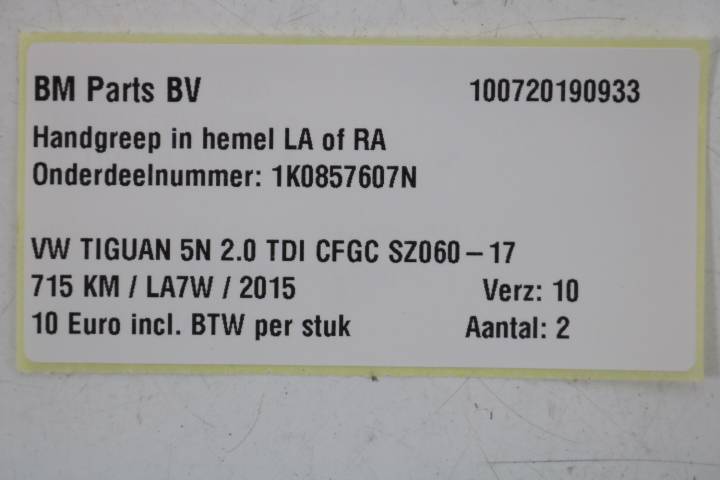 BM Parts BV 100720190933
Handgreep in hemel LA of RA
Onderdeelnummer: 1K0857607N
VW TIGUAN 5N 2.0 TDI CFGC SZ060-17
715 KM / LA7W / 2015 Verz: 10
10 Euro incl. BTW per stuk Aantal: 2